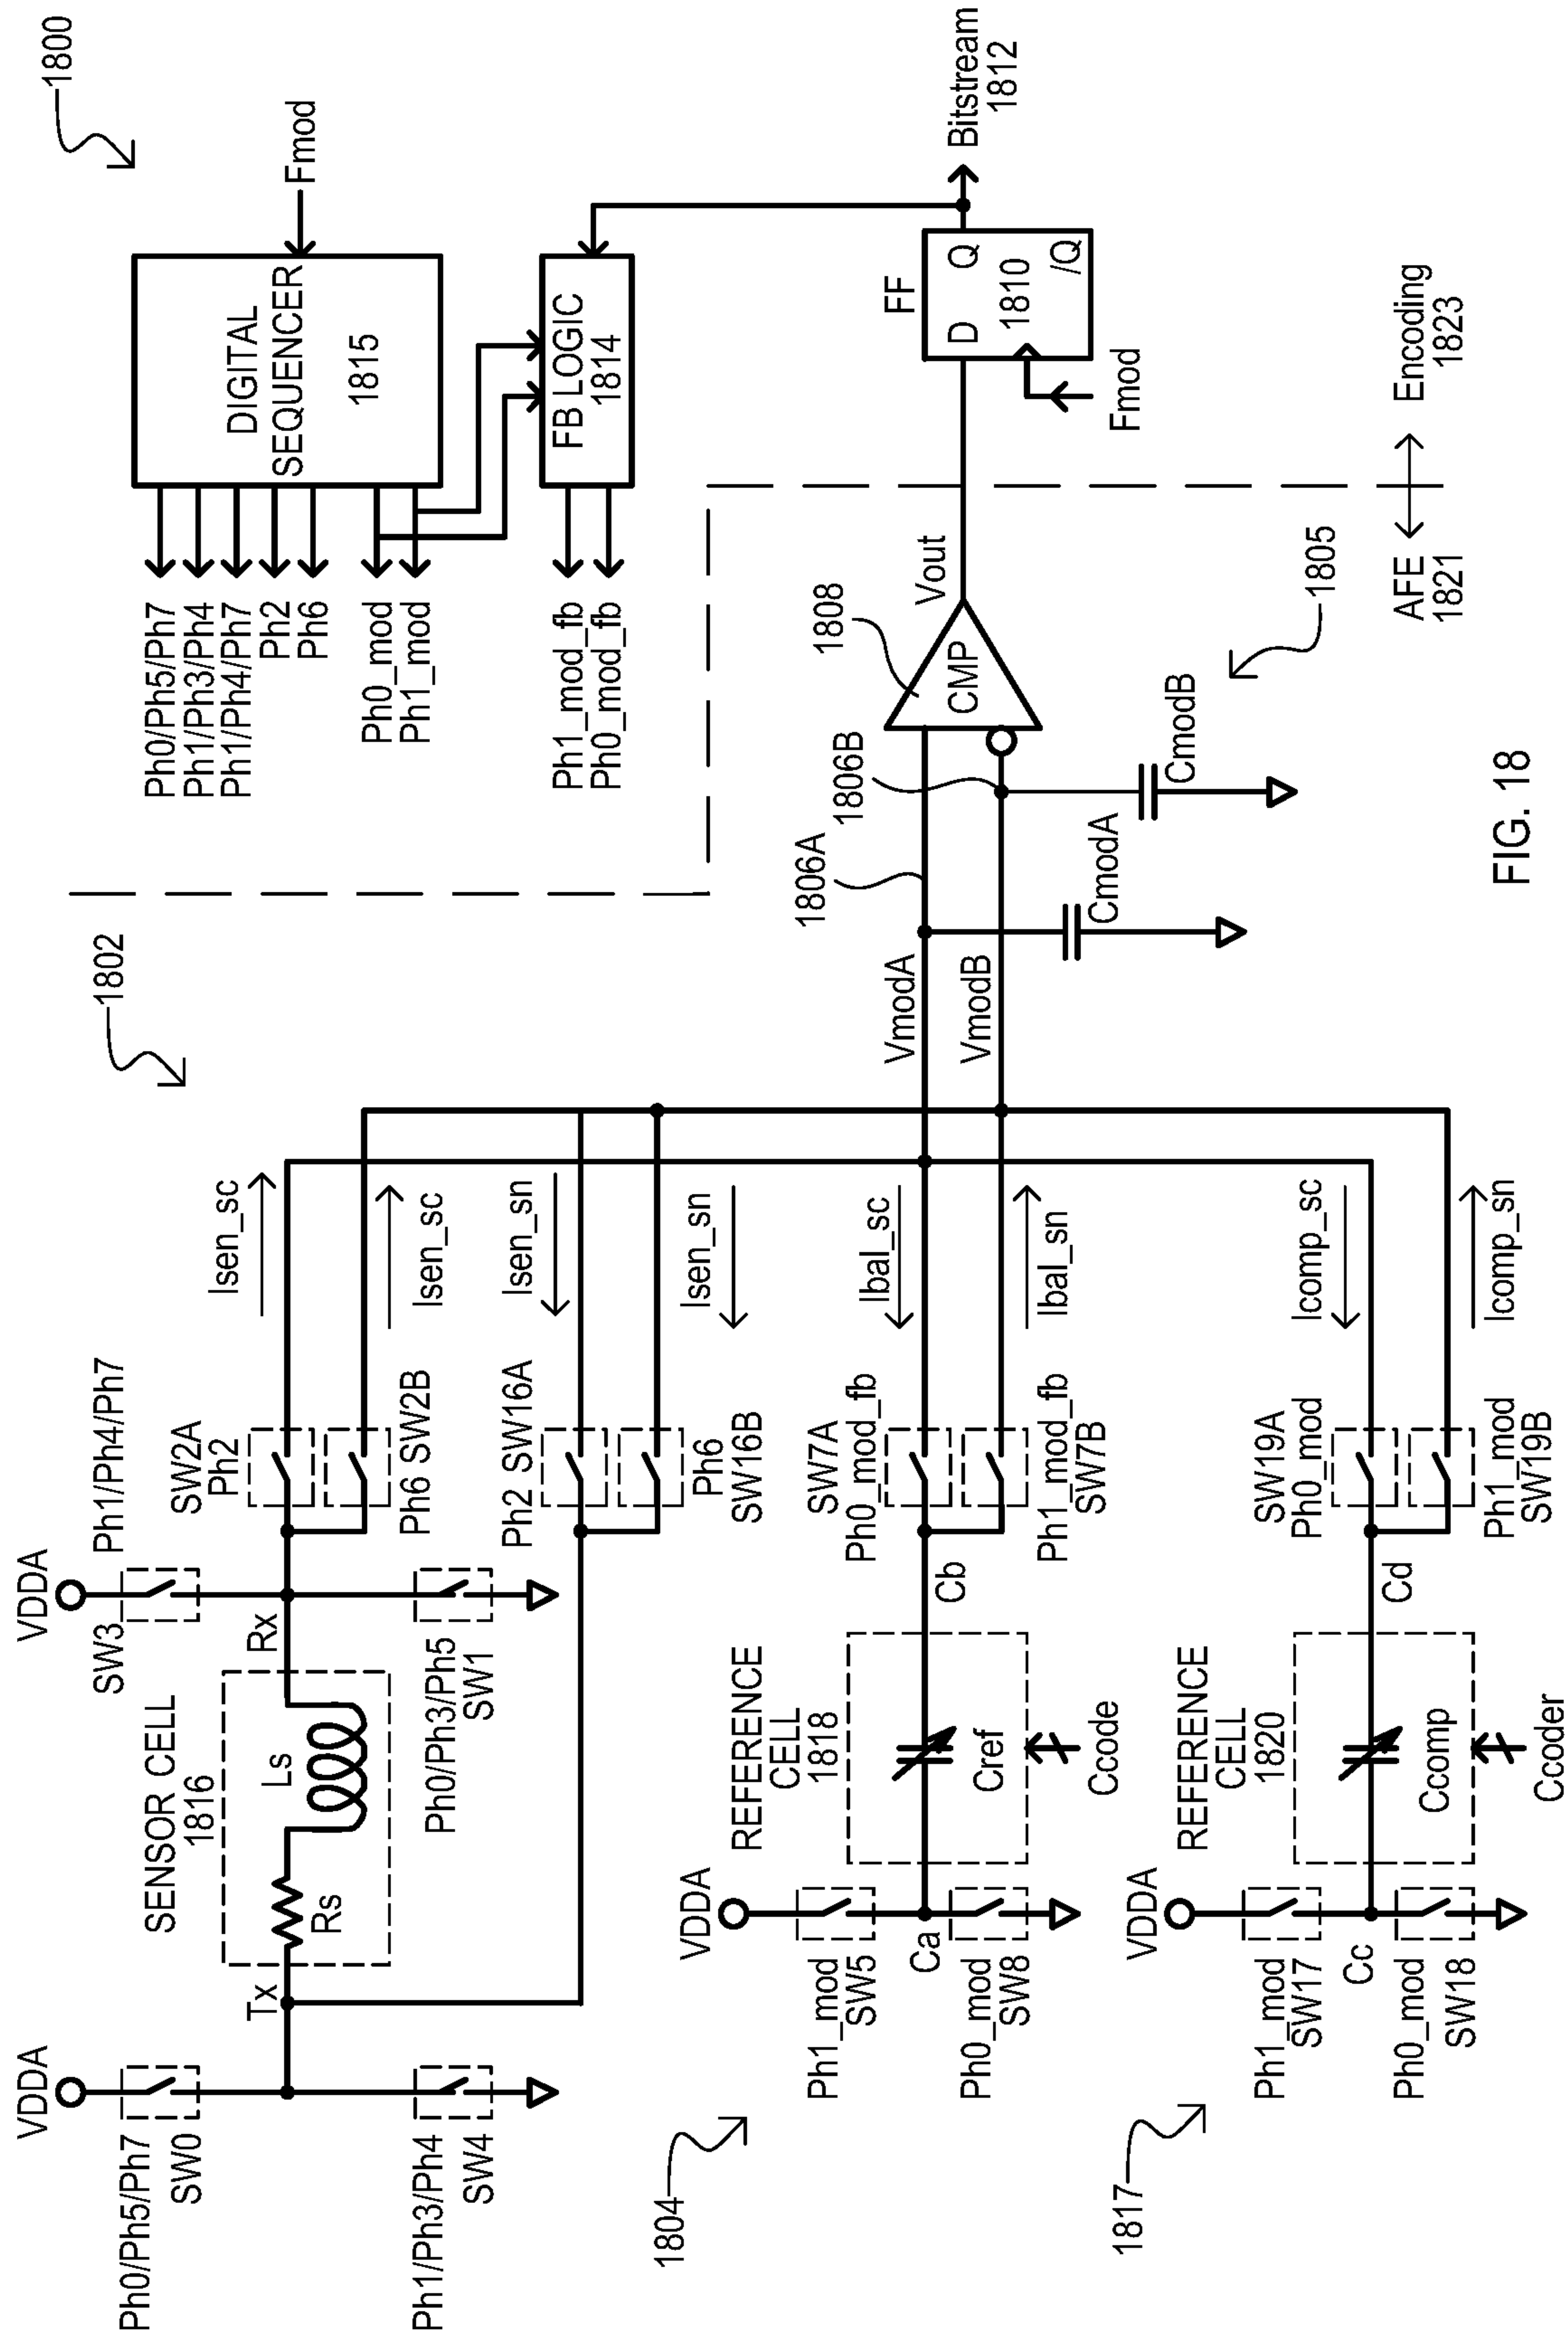 1800
1802
VDDA
Ph0/Ph5/Ph7
SW0
Ph1/Ph3/Ph4
SW4
Tx
SENSOR CELL
1816
Rs
Ls
Rx
VDDA
SW3
Ph1/Ph4/Ph7
Ph0/Ph3/Ph5
SW1
SW2A
Ph2
Ph6 SW2B
Ph2 SW16A
Ph6
SW16B
Isen_sc
Isen_sc
Isen_sn
Isen_sn
DIGITAL
SEQUENCER
1815
Fmod
Ph0/Ph5/Ph7
Ph1/Ph3/Ph4
Ph1/Ph4/Ph7
Ph2
Ph6
Ph0_mod
Ph1_mod
FB LOGIC
1814
Ph1_mod_fb
Ph0_mod_fb
1804
VDDA
Ph1_mod
SW5
Ca
Ph0_mod
SW8
REFERENCE
CELL
1818
Cref
Ccode
Cb
SW7A
Ph0_mod_fb
Ph1_mod_fb
SW7B
Ibal_sc
Ibal_sn
VmodA
VmodB
1806A
1806B
CmodA
CmodB
1808
CMP
Vout
1805
FF
D
Q
1810
/Q
Fmod
Bitstream
1812
1817
VDDA
Ph1_mod
SW17
Cc
Ph0_mod
SW18
REFERENCE
CELL
1820
Ccomp
Ccoder
Cd
SW19A
Ph0_mod
Ph1_mod
SW19B
Icomp_sc
Icomp_sn
AFE
1821
Encoding
1823
FIG. 18